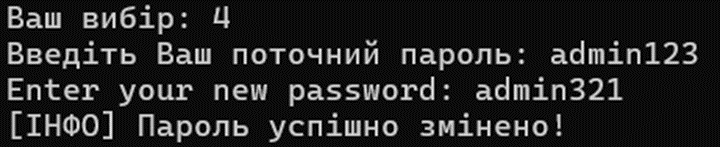 Ваш вибір: 4
Введіть Ваш поточний пароль: admin123
Enter your new password: admin321
[ІНФО] Пароль успішно змінено!